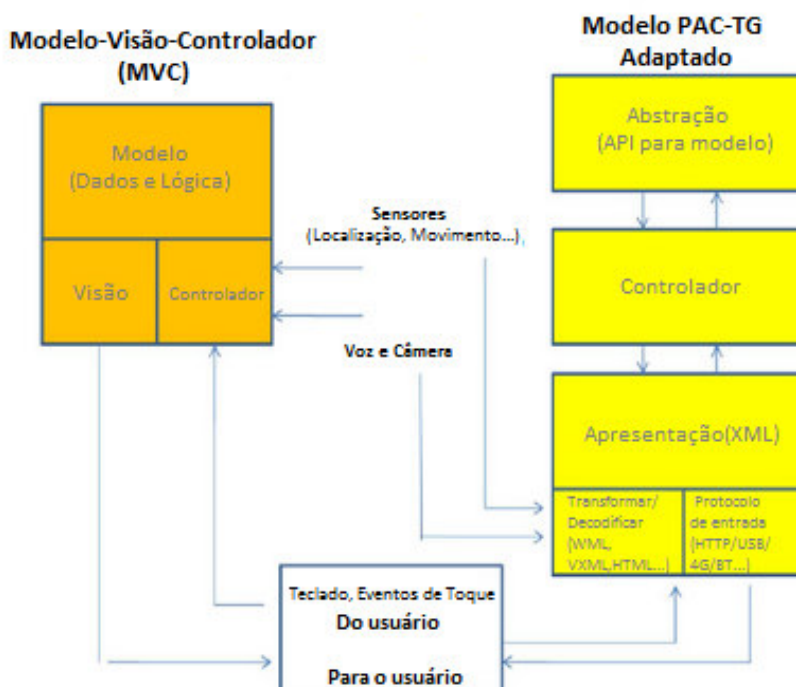 Modelo-Visão-Controlador
(MVC)
Modelo
(Dados e Lógica)
Visão
Controlador
Sensores
(Localização, Movimento...),
Voz e Câmera
Modelo PAC-TG
Adaptado
Abstração
(API para modelo)
Controlador
Apresentação(XML)
Transformar/
Decodificar
(WML,
VXML,HTML...)
Protocolo
de entrada
(HTTP/USB/
4G/BT...)
Teclado, Eventos de Toque
Do usuário
Para o usuário